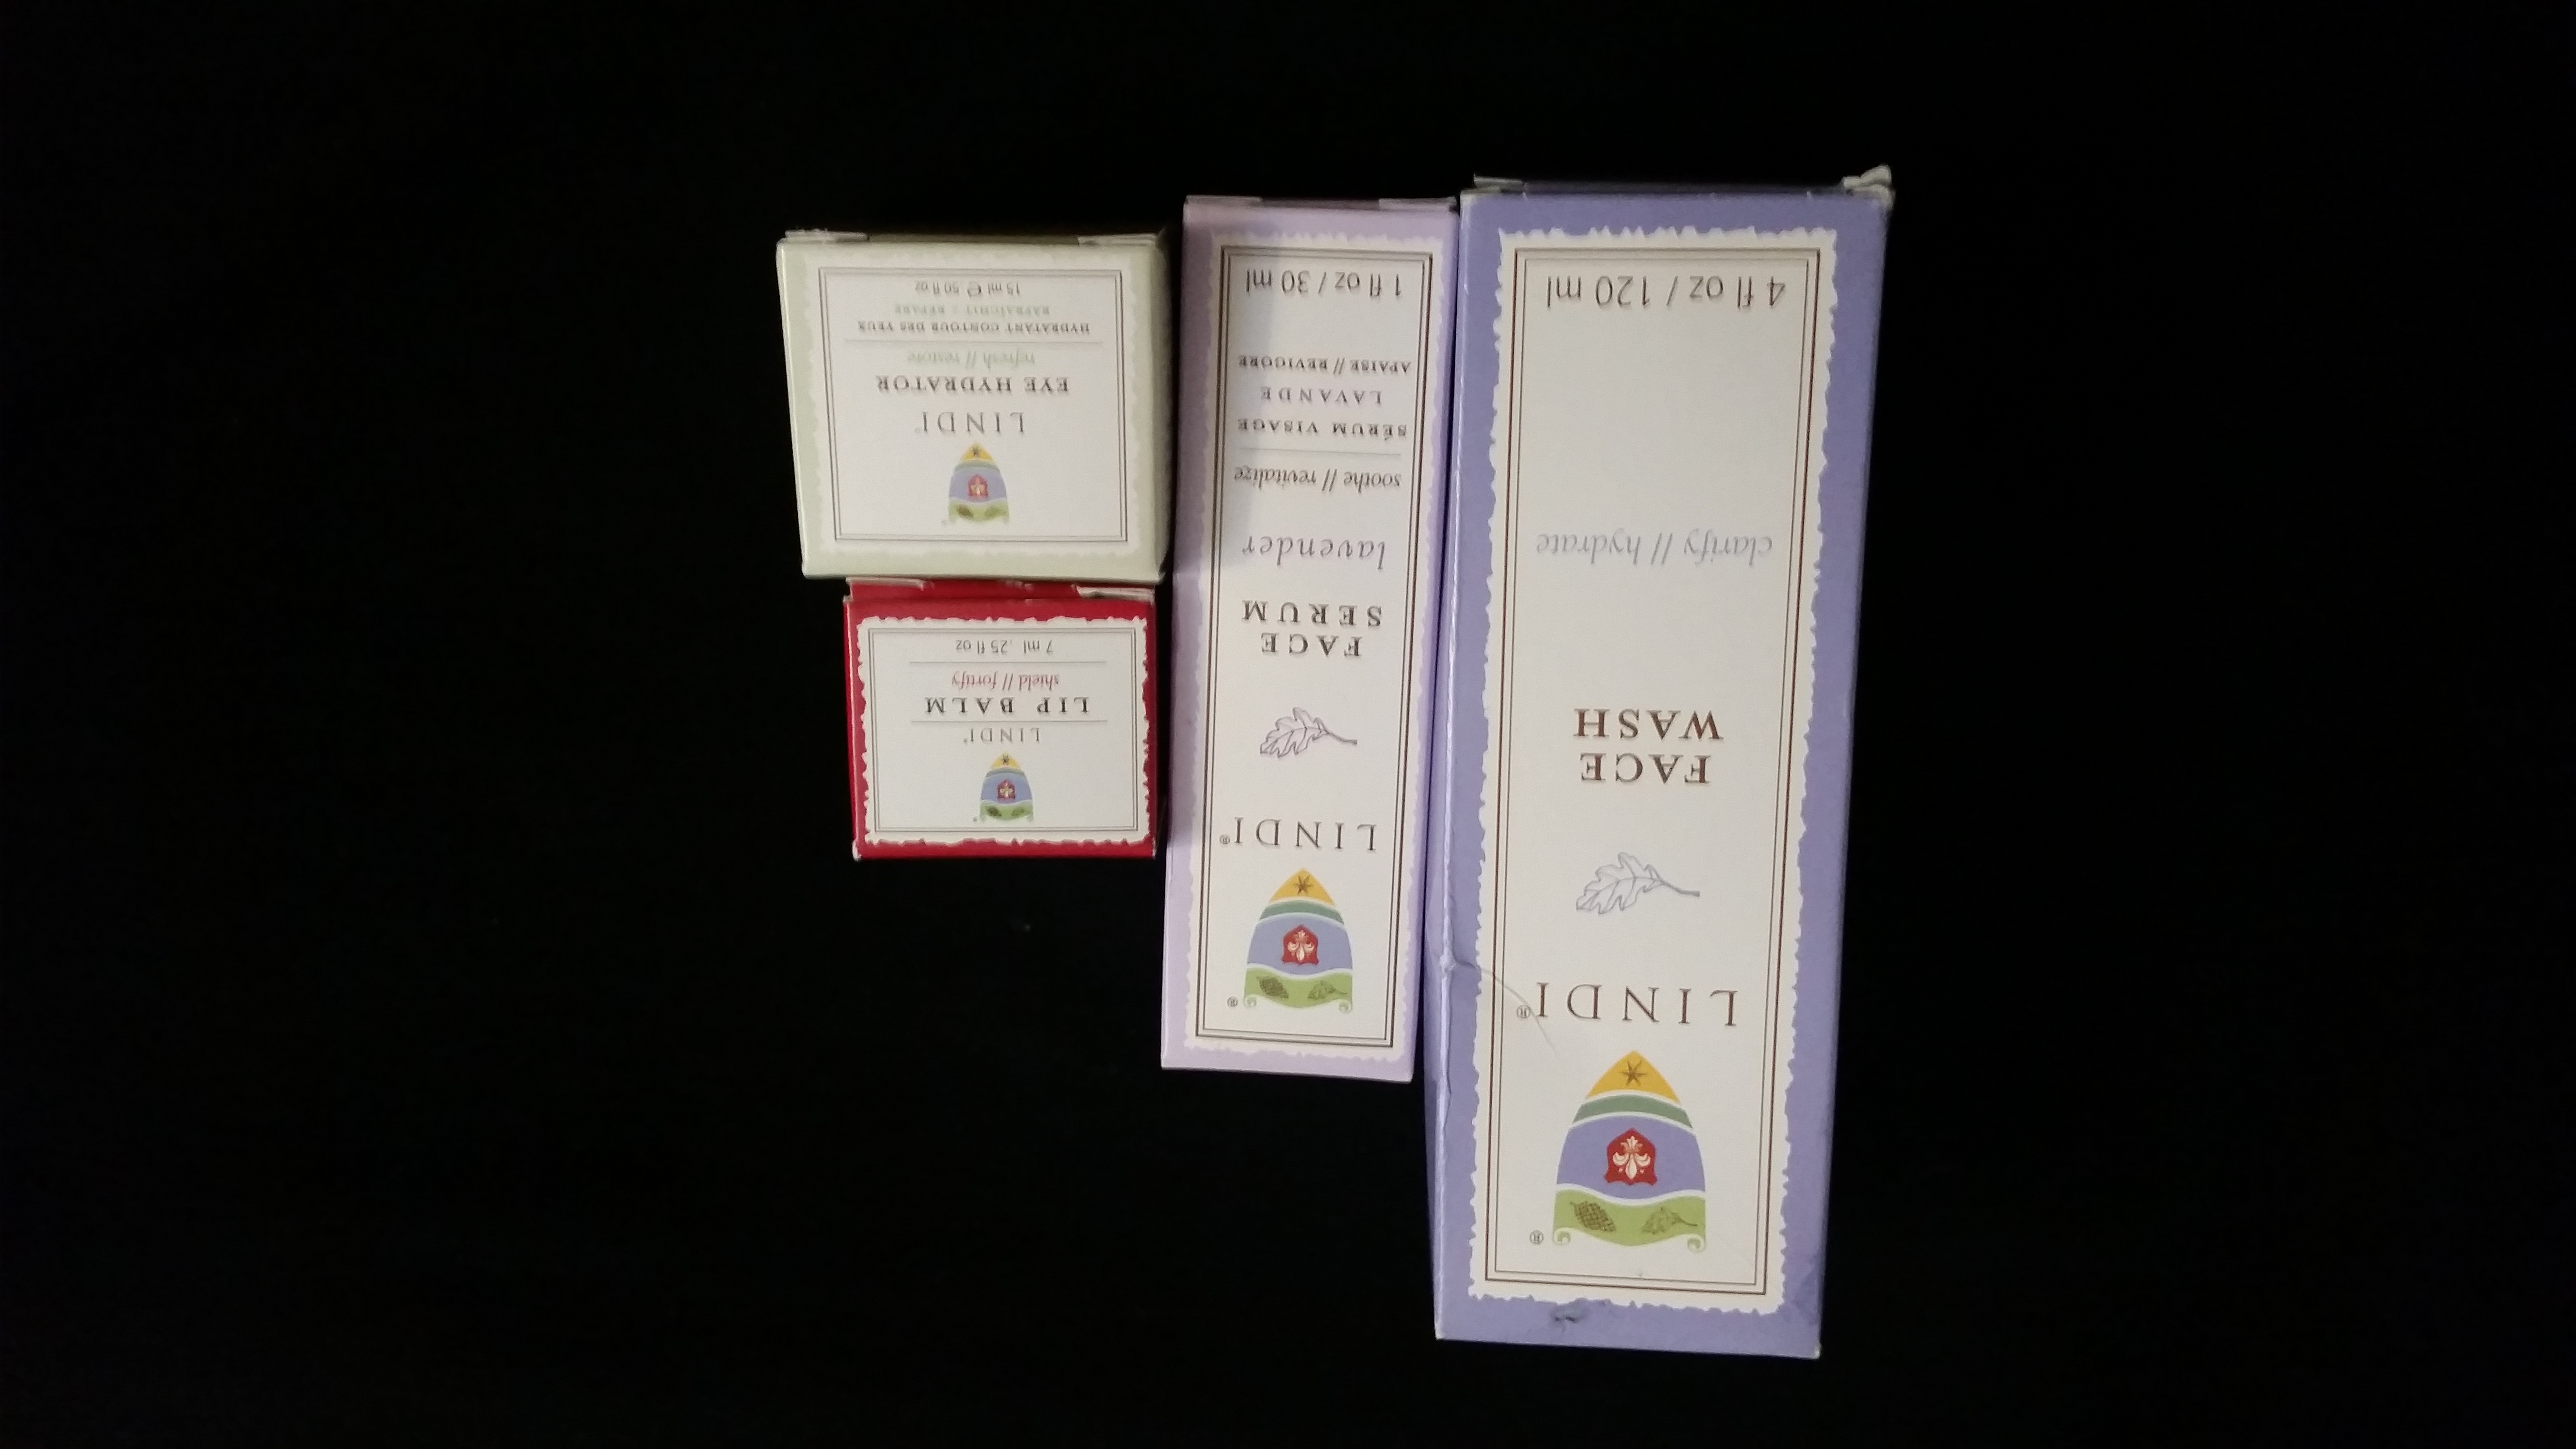 LINDI®
FACE
WASH
clarify // hydrate
4 fl oz / 120 ml
LINDI®
FACE
SERUM
lavender
soothe // revitalize
SÉRUM VISAGE
LAVANDE
APAISE // REVIGORE
1 fl oz / 30 ml
LINDI
LIP BALM
shield // fortify
7 ml .25 fl oz
LINDI
EYE HYDRATOR
refresh // restore
HYDRATANT CONTOUR DES YEUX
RAFRAÎCHIT // RÉPARE
15 ml ℮ .50 fl oz